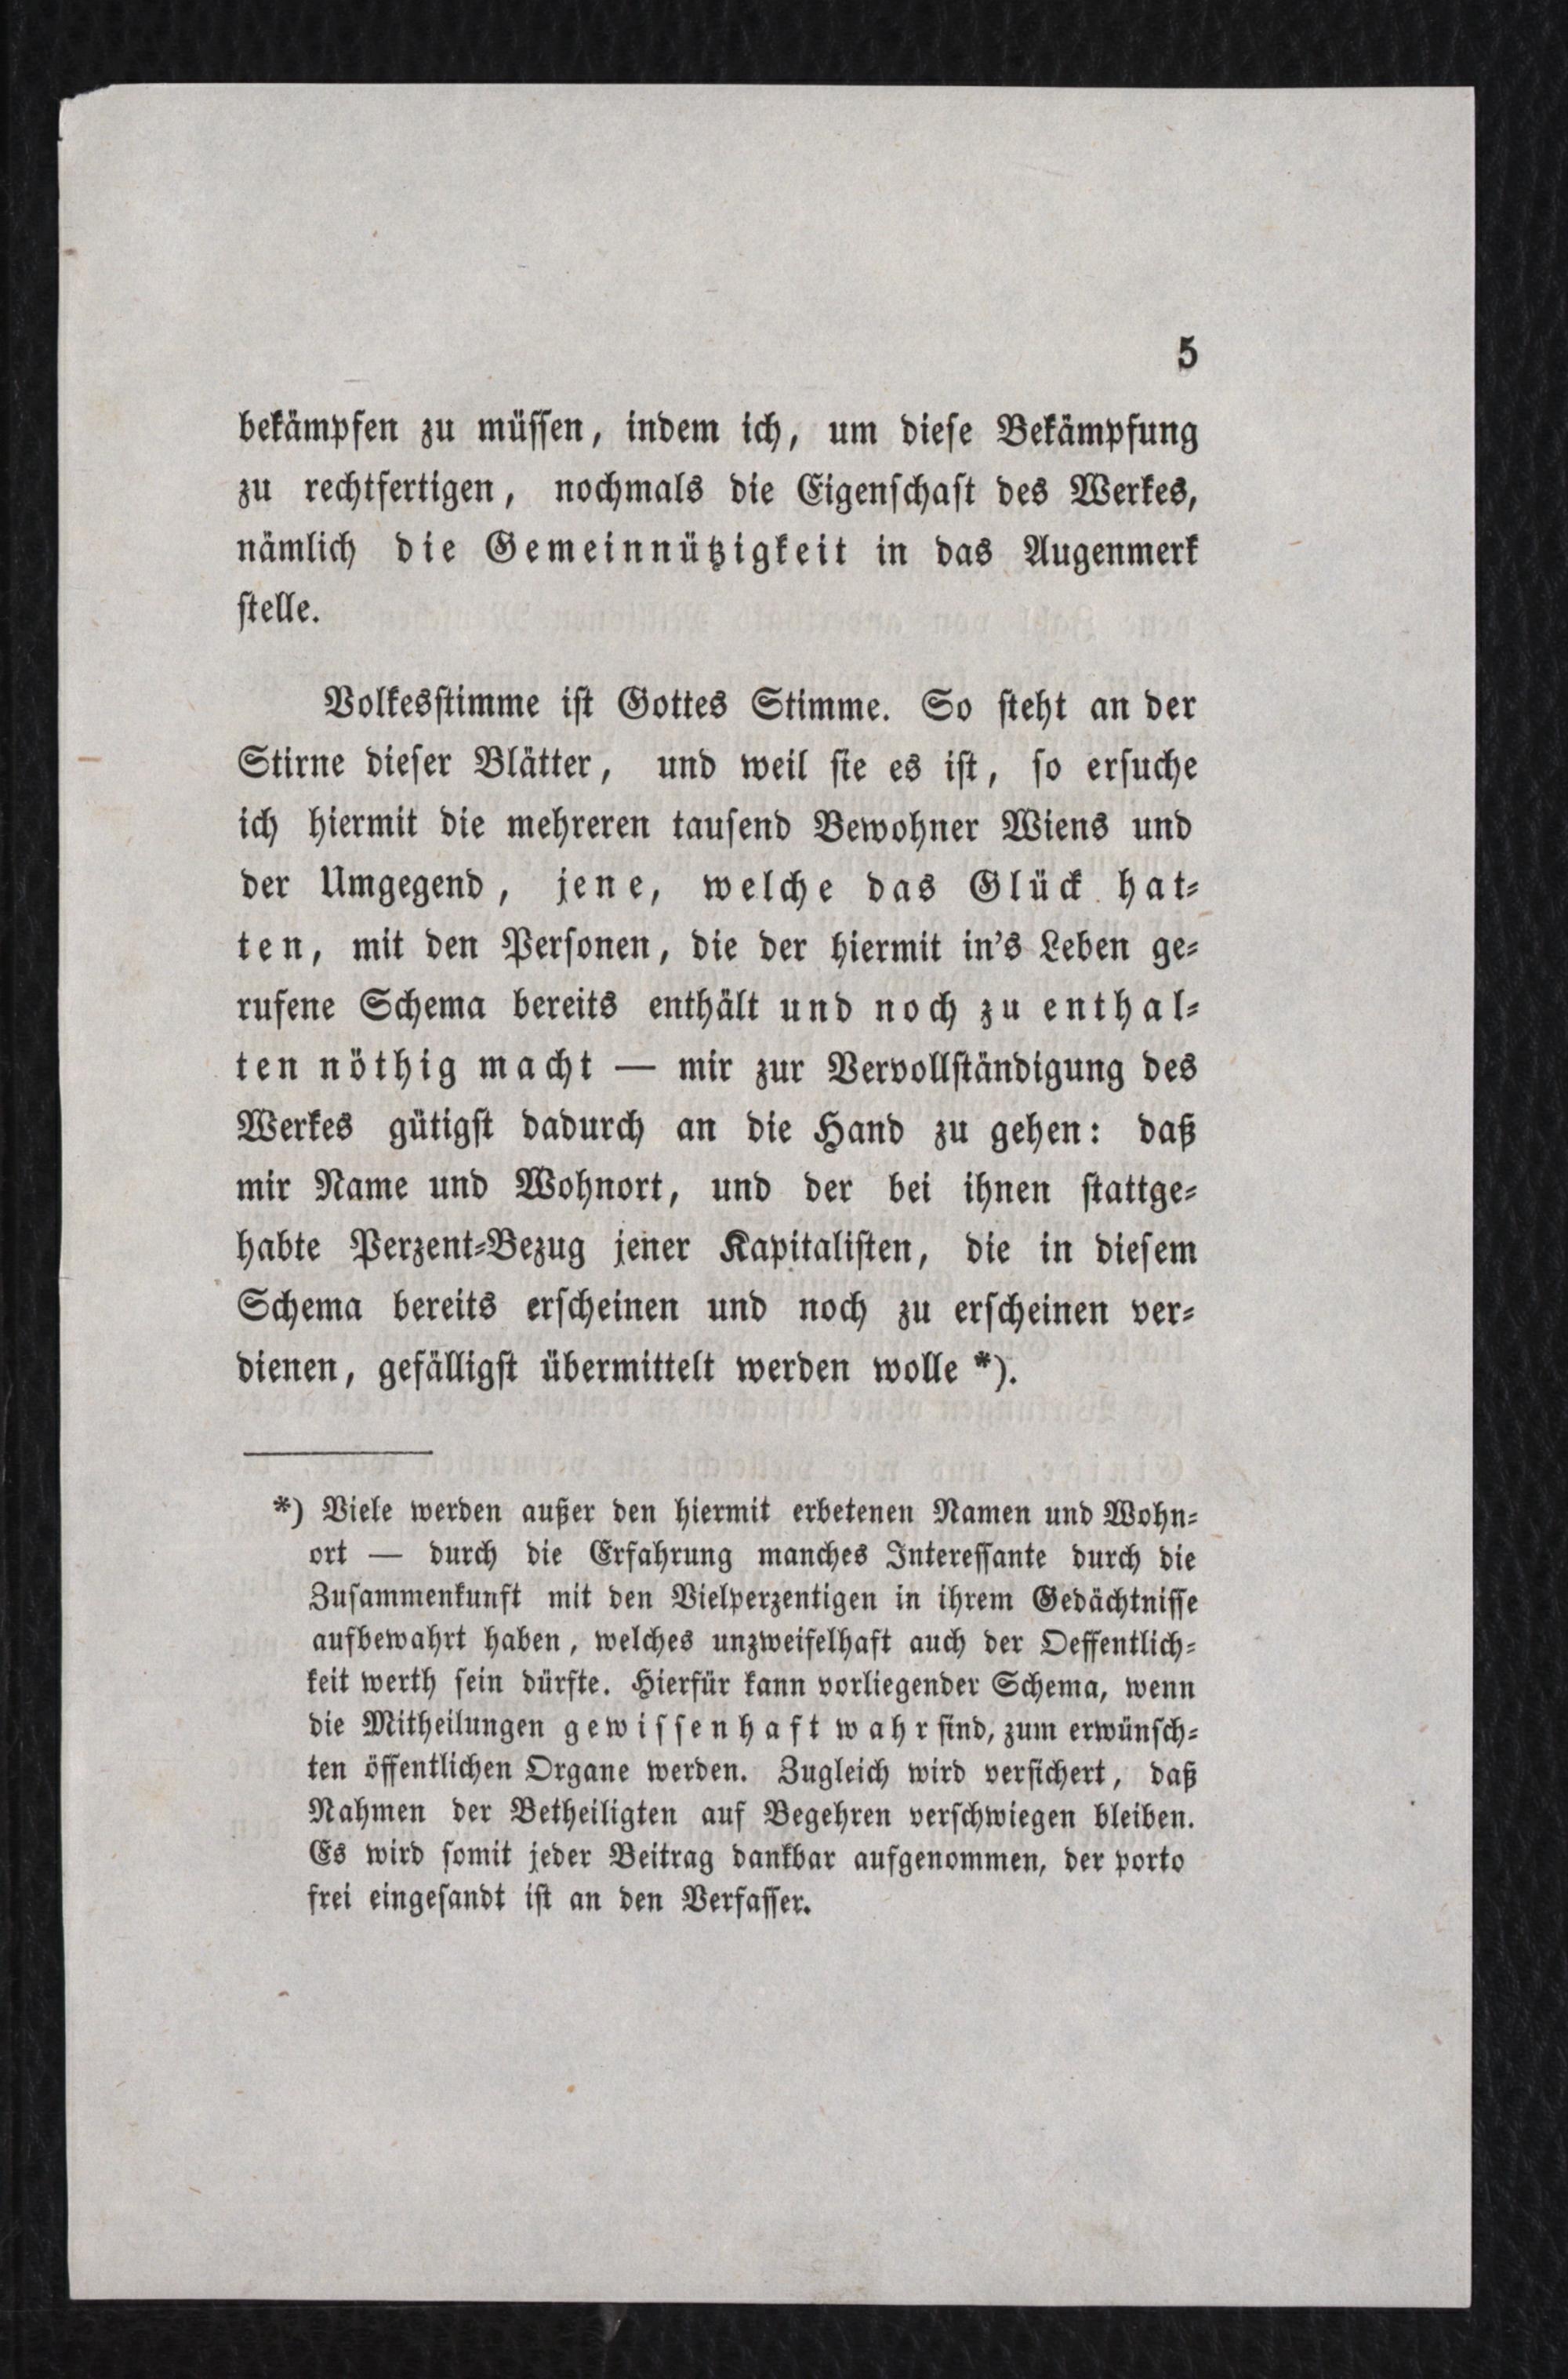 5
bekämpfen zu müssen, indem ich, um diese Bekämpfung
zu rechtfertigen, nochmals die Eigenschaft des Werkes,
nämlich die Gemeinnützigkeit in das Augenmerk
stelle.
Volkesstimme ist Gottes Stimme. So steht an der
Stirne dieser Blätter, und weil sie es ist, so ersuche
ich hiermit die mehreren tausend Bewohner Wiens und
der Umgegend, jene, welche das Glück hat-
ten, mit den Personen, die der hiermit in's Leben ge-
rufene Schema bereits enthält und noch zu enthal-
ten nöthig macht — mir zur Vervollständigung des
Werkes gütigst dadurch an die Hand zu gehen: daß
mir Name und Wohnort, und der bei ihnen stattge-
habte Perzent-Bezug jener Kapitalisten, die in diesem
Schema bereits erscheinen und noch zu erscheinen ver-
dienen, gefälligst übermittelt werden wolle *).
*) Viele werden außer den hiermit erbetenen Namen und Wohn-
ort — durch die Erfahrung manches Interessante durch die
Zusammenkunft mit den Vielperzentigen in ihrem Gedächtnisse
aufbewahrt haben, welches unzweifelhaft auch der Oeffentlich-
keit werth sein dürfte. Hierfür kann vorliegender Schema, wenn
die Mittheilungen gewissenhaft wahr sind, zum erwünsch-
ten öffentlichen Organe werden. Zugleich wird versichert, daß
Nahmen der Betheiligten auf Begehren verschwiegen bleiben.
Es wird somit jeder Beitrag dankbar aufgenommen, der porto
frei eingesandt ist an den Verfasser.